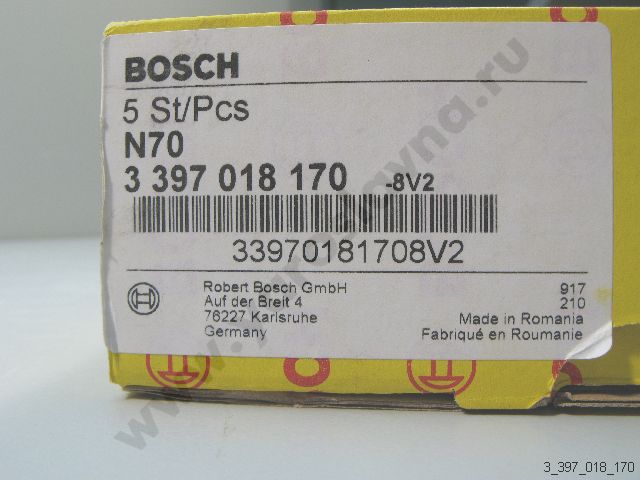 BOSCH
5 St/Pcs
N70
3 397 018 170 -8V2
33970181708V2
Robert Bosch GmbH
Auf der Breit 4
76227 Karlsruhe
Germany
917
210
Made in Romania
Fabriqué en Roumanie
3_397_018_170